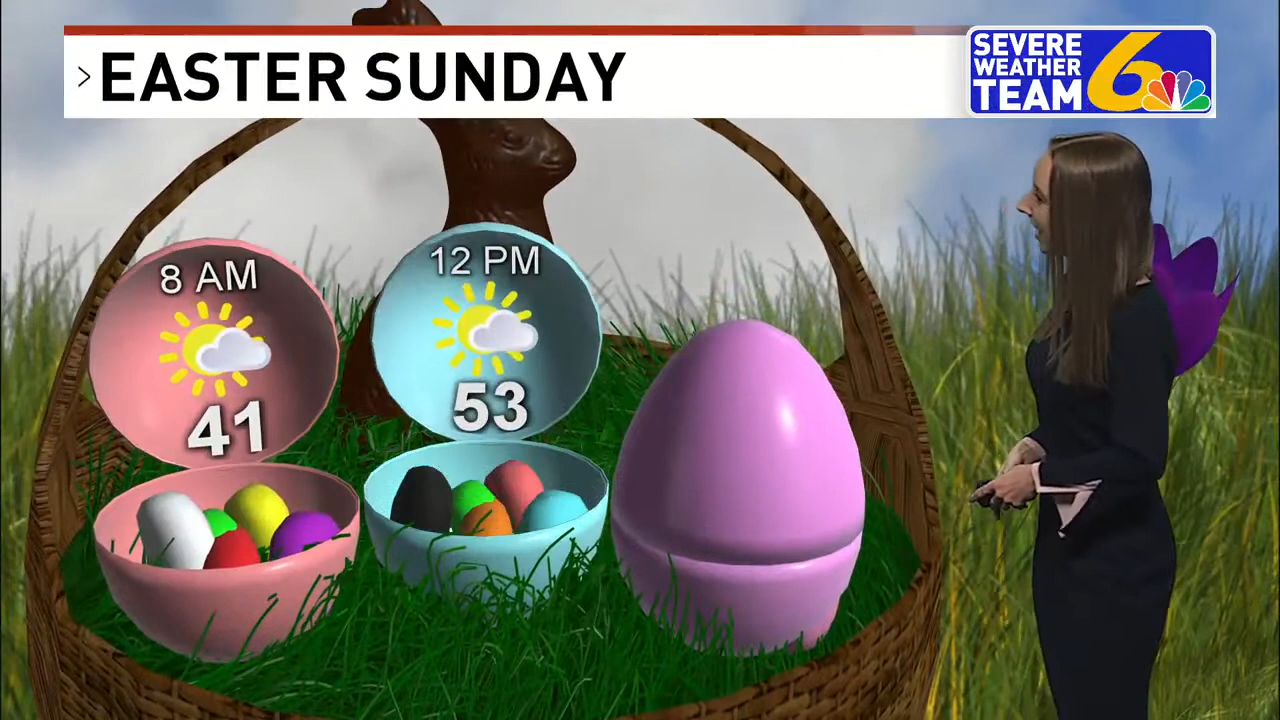 > EASTER SUNDAY
SEVERE
WEATHER
TEAM 6
8 AM
41
12 PM
53